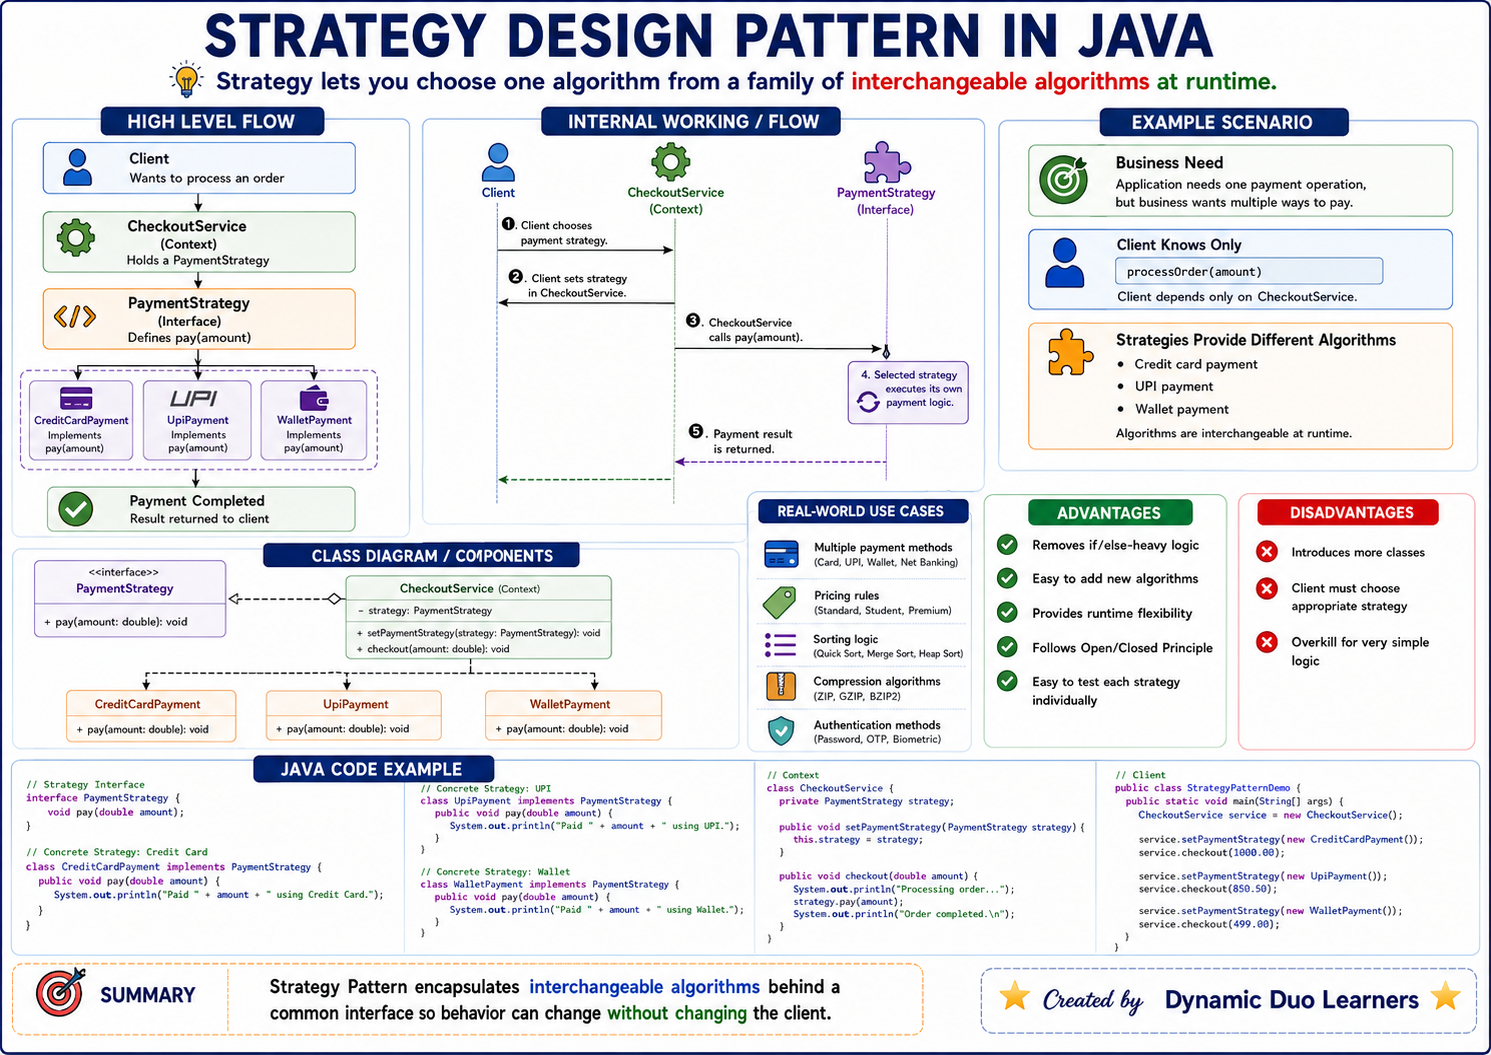 STRATEGY DESIGN PATTERN IN JAVA
Strategy lets you choose one algorithm from a family of interchangeable algorithms at runtime.
HIGH LEVEL FLOW
Client
Wants to process an order
CheckoutService
(Context)
Holds a PaymentStrategy
PaymentStrategy
(Interface)
Defines pay(amount)
CreditCardPayment
Implements
pay(amount)
UPI
UpiPayment
Implements
pay(amount)
WalletPayment
Implements
pay(amount)
Payment Completed
Result returned to client
INTERNAL WORKING / FLOW
Client
CheckoutService
(Context)
PaymentStrategy
(Interface)
1. Client chooses
payment strategy.
2. Client sets strategy
in CheckoutService.
3. CheckoutService
calls pay(amount).
4. Selected strategy
executes its own
payment logic.
5. Payment result
is returned.
EXAMPLE SCENARIO
Business Need
Application needs one payment operation,
but business wants multiple ways to pay.
Client Knows Only
processOrder(amount)
Client depends only on CheckoutService.
Strategies Provide Different Algorithms
• Credit card payment
• UPI payment
• Wallet payment
Algorithms are interchangeable at runtime.
CLASS DIAGRAM / COMPONENTS
<<interface>>
PaymentStrategy
+ pay(amount: double): void
CheckoutService (Context)
– strategy: PaymentStrategy
+ setPaymentStrategy(strategy: PaymentStrategy): void
+ checkout(amount: double): void
CreditCardPayment
+ pay(amount: double): void
UpiPayment
+ pay(amount: double): void
WalletPayment
+ pay(amount: double): void
REAL-WORLD USE CASES
Multiple payment methods
(Card, UPI, Wallet, Net Banking)
Pricing rules
(Standard, Student, Premium)
Sorting logic
(Quick Sort, Merge Sort, Heap Sort)
Compression algorithms
(ZIP, GZIP, BZIP2)
Authentication methods
(Password, OTP, Biometric)
ADVANTAGES
Removes if/else-heavy logic
Easy to add new algorithms
Provides runtime flexibility
Follows Open/Closed Principle
Easy to test each strategy
individually
DISADVANTAGES
Introduces more classes
Client must choose
appropriate strategy
Overkill for very simple
logic
JAVA CODE EXAMPLE
// Strategy Interface
interface PaymentStrategy {
void pay(double amount);
}
// Concrete Strategy: Credit Card
class CreditCardPayment implements PaymentStrategy {
public void pay(double amount) {
System.out.println("Paid " + amount + " using Credit Card.");
}
}
// Concrete Strategy: UPI
class UpiPayment implements PaymentStrategy {
public void pay(double amount) {
System.out.println("Paid " + amount + " using UPI.");
}
}
// Concrete Strategy: Wallet
class WalletPayment implements PaymentStrategy {
public void pay(double amount) {
System.out.println("Paid " + amount + " using Wallet.");
}
}
// Context
class CheckoutService {
private PaymentStrategy strategy;
public void setPaymentStrategy(PaymentStrategy strategy) {
this.strategy = strategy;
}
public void checkout(double amount) {
System.out.println("Processing order...");
strategy.pay(amount);
System.out.println("Order completed.\n");
}
}
// Client
public class StrategyPatternDemo {
public static void main(String[] args) {
CheckoutService service = new CheckoutService();
service.setPaymentStrategy(new CreditCardPayment());
service.checkout(1000.00);
service.setPaymentStrategy(new UpiPayment());
service.checkout(850.50);
service.setPaymentStrategy(new WalletPayment());
service.checkout(499.00);
}
}
SUMMARY
Strategy Pattern encapsulates interchangeable algorithms behind a
common interface so behavior can change without changing the client.
Created by Dynamic Duo Learners